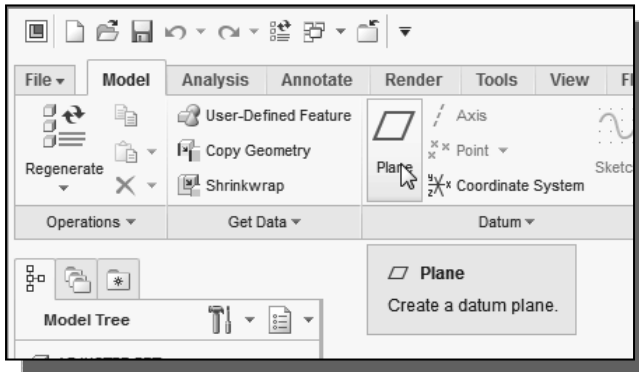 File Model Analysis Annotate Render Tools View
Regenerate
User-Defined Feature
Copy Geometry
Shrinkwrap
Plane
Axis
Point
Coordinate System
Operations
Get Data
Datum
Model Tree
Plane
Create a datum plane.